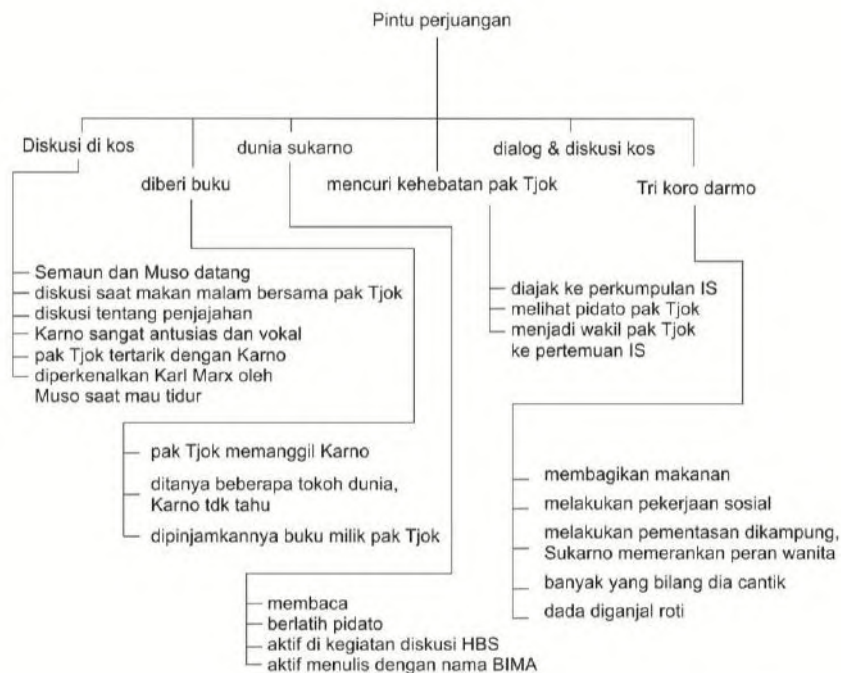 Pintu perjuangan
Diskusi di kos
dunia sukarno
dialog & diskusi kos
diberi buku
mencuri kehebatan pak Tjok
Tri koro darmo
Semaun dan Muso datang
diskusi saat makan malam bersama pak Tjok
diskusi tentang penjajahan
Karno sangat antusias dan vokal
pak Tjok tertarik dengan Karno
diperkenalkan Karl Marx oleh
Muso saat mau tidur
diajak ke perkumpulan IS
melihat pidato pak Tjok
menjadi wakil pak Tjok
ke pertemuan IS
pak Tjok memanggil Karno
ditanya beberapa tokoh dunia,
Karno tdk tahu
dipinjamkannya buku milik pak Tjok
membagikan makanan
melakukan pekerjaan sosial
melakukan pementasan dikampung,
Sukarno memerankan peran wanita
banyak yang bilang dia cantik
dada diganjal roti
membaca
berlatih pidato
aktif di kegiatan diskusi HBS
aktif menulis dengan nama BIMA